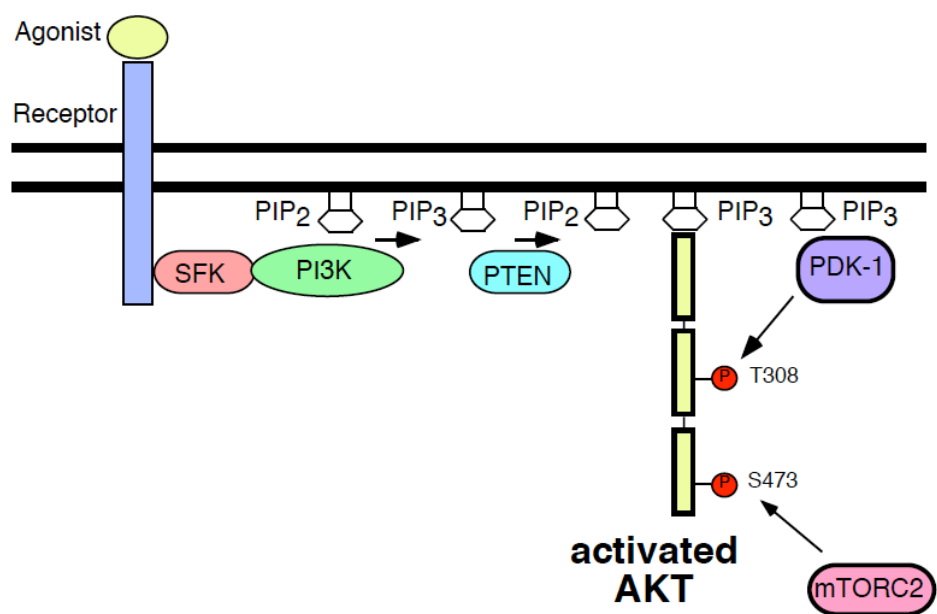 Agonist
Receptor
PIP2 PIP3 PIP2 PIP3 PIP3
SFK PI3K PTEN PDK-1
P T308
P S473
activated
AKT
mTORC2